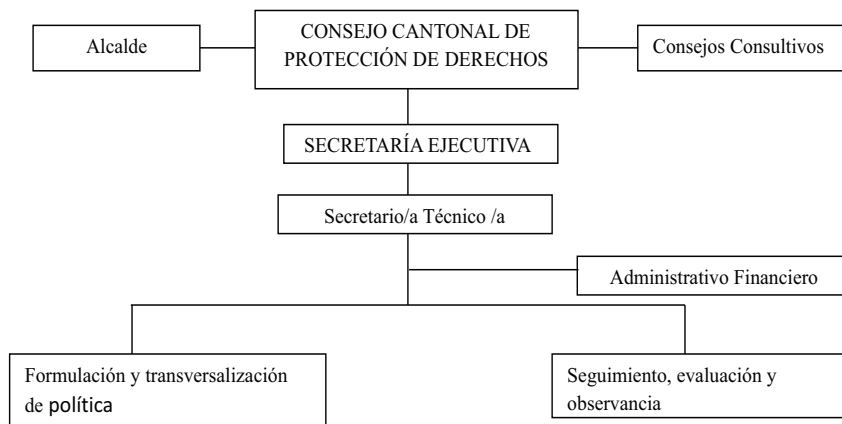 Alcalde
CONSEJO CANTONAL DE
PROTECCIÓN DE DERECHOS
Consejos Consultivos
SECRETARÍA EJECUTIVA
Secretario/a Técnico /a
Administrativo Financiero
Formulación y transversalización
de política
Seguimiento, evaluación y
observancia